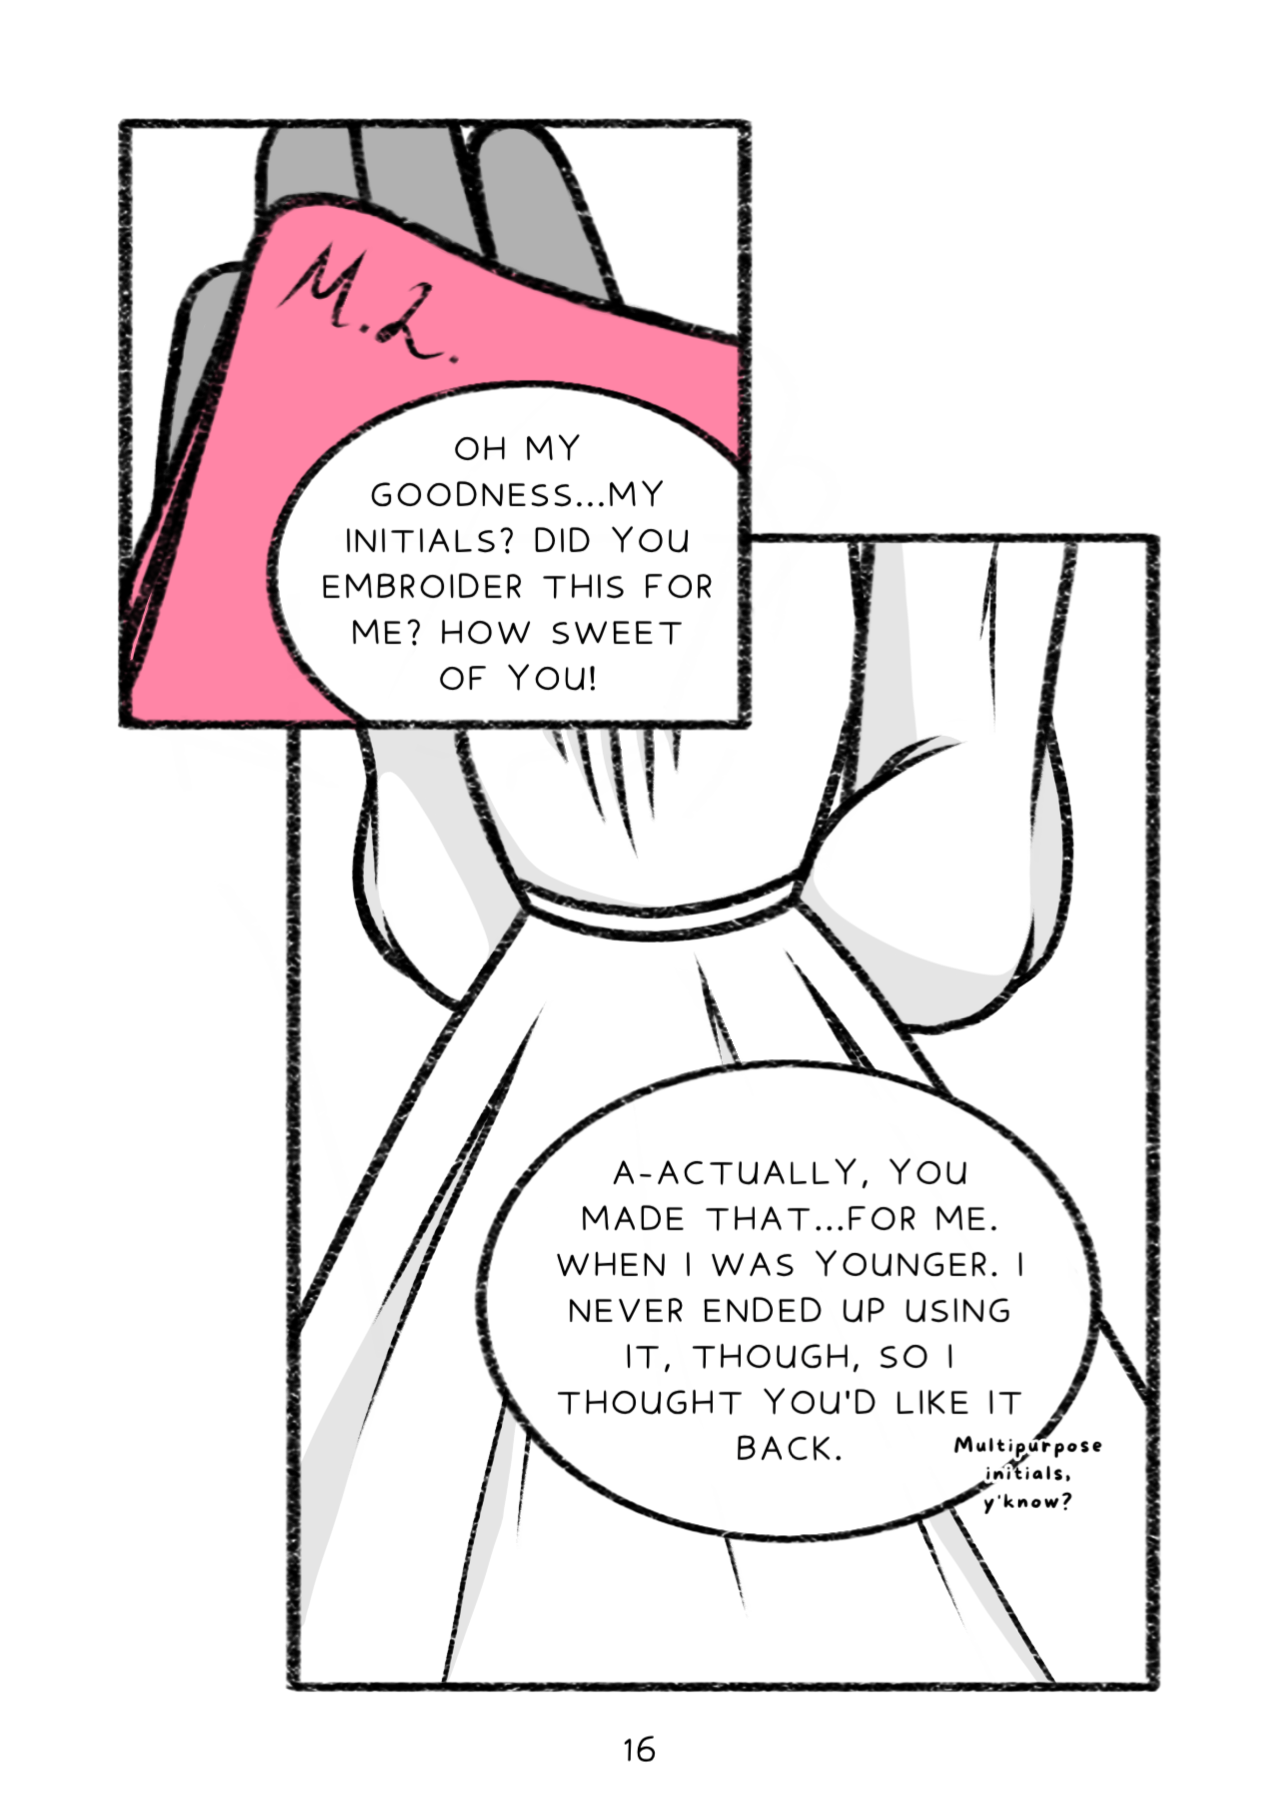 M.L.
OH MY
GOODNESS...MY
INITIALS? DID YOU
EMBROIDER THIS FOR
ME? HOW SWEET
OF YOU!
A-ACTUALLY, YOU
MADE THAT...FOR ME.
WHEN I WAS YOUNGER. I
NEVER ENDED UP USING
IT, THOUGH, SO I
THOUGHT YOU'D LIKE IT
BACK.
Multipurpose
initials,
y'know?
16